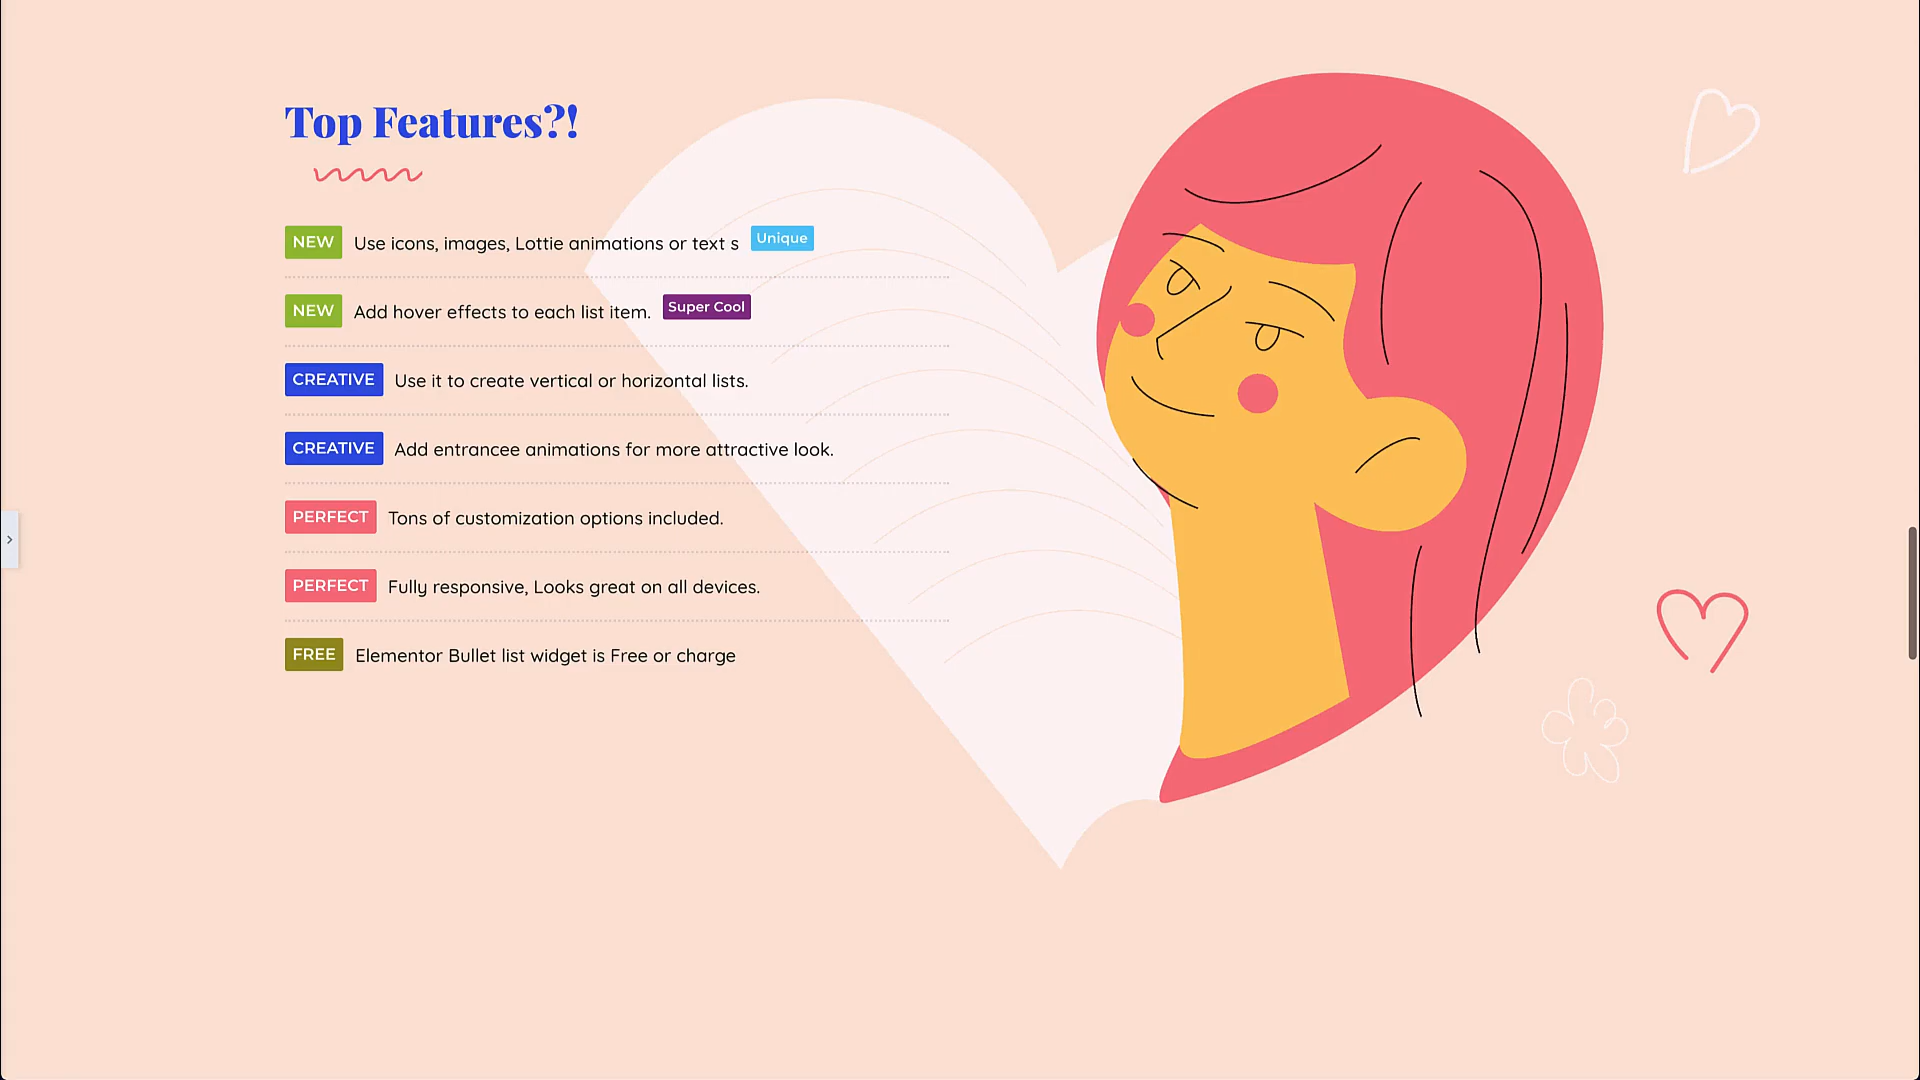 Top Features?!
NEW Use icons, images, Lottie animations or text s Unique
NEW Add hover effects to each list item. Super Cool
CREATIVE Use it to create vertical or horizontal lists.
CREATIVE Add entrancee animations for more attractive look.
PERFECT Tons of customization options included.
PERFECT Fully responsive, Looks great on all devices.
FREE Elementor Bullet list widget is Free or charge